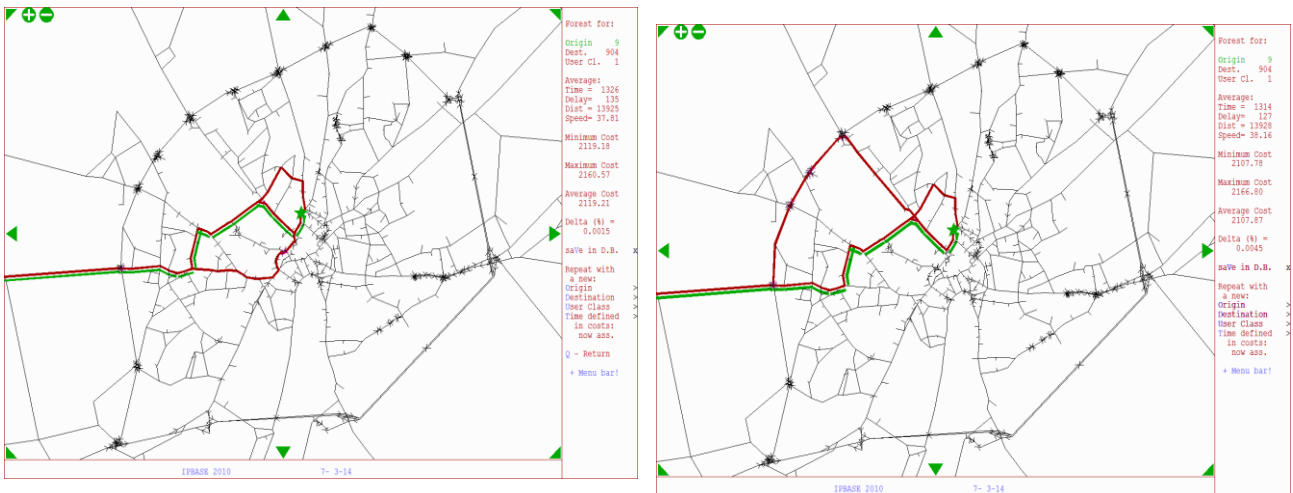 Forest for:
Origin 9
Dest. 904
User Cl. 1
Average:
Time = 1326
Delay= 135
Dist = 13925
Speed= 37.81
Minimum Cost
2119.18
Maximum Cost
2160.57
Average Cost
2119.21
Delta (%) =
0.0015
saVe in D.B. x
Repeat with
a new:
Origin >
Destination >
User Class >
Time defined >
in costs:
now ass.
Q - Return
+ Menu bar!
IPBASE 2010 7- 3-14
Forest for:
Origin 9
Dest. 904
User Cl. 1
Average:
Time = 1314
Delay= 127
Dist = 13928
Speed= 38.16
Minimum Cost
2107.78
Maximum Cost
2166.80
Average Cost
2107.87
Delta (%) =
0.0045
saVe in D.B. x
Repeat with
a new:
Origin >
Destination >
User Class >
Time defined >
in costs:
now ass.
+ Menu bar!
IPBASE 2010 7- 3-14